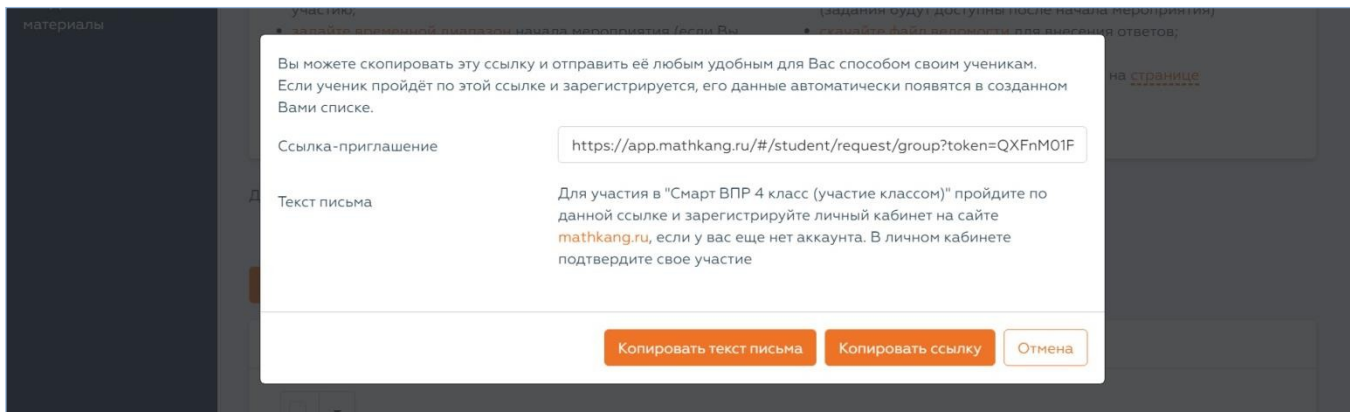 участию;
(задания будут доступны после начала мероприятия)
материалы
задайте временной диапазон начала мероприятия (если Вы
скачайте файл ведомости для внесения ответов;
Вы можете скопировать эту ссылку и отправить её любым удобным для Вас способом своим ученикам.
Если ученик пройдёт по этой ссылке и зарегистрируется, его данные автоматически появятся в созданном
на странице
Вами списке.
Ссылка-приглашение
https://app.mathkang.ru/#/student/request/group?token=QXFnM01F
Текст письма
Для участия в "Смарт ВПР 4 класс (участие классом)" пройдите по
данной ссылке и зарегистрируйте личный кабинет на сайте
mathkang.ru, если у вас еще нет аккаунта. В личном кабинете
подтвердите свое участие
Копировать текст письма
Копировать ссылку
Отмена